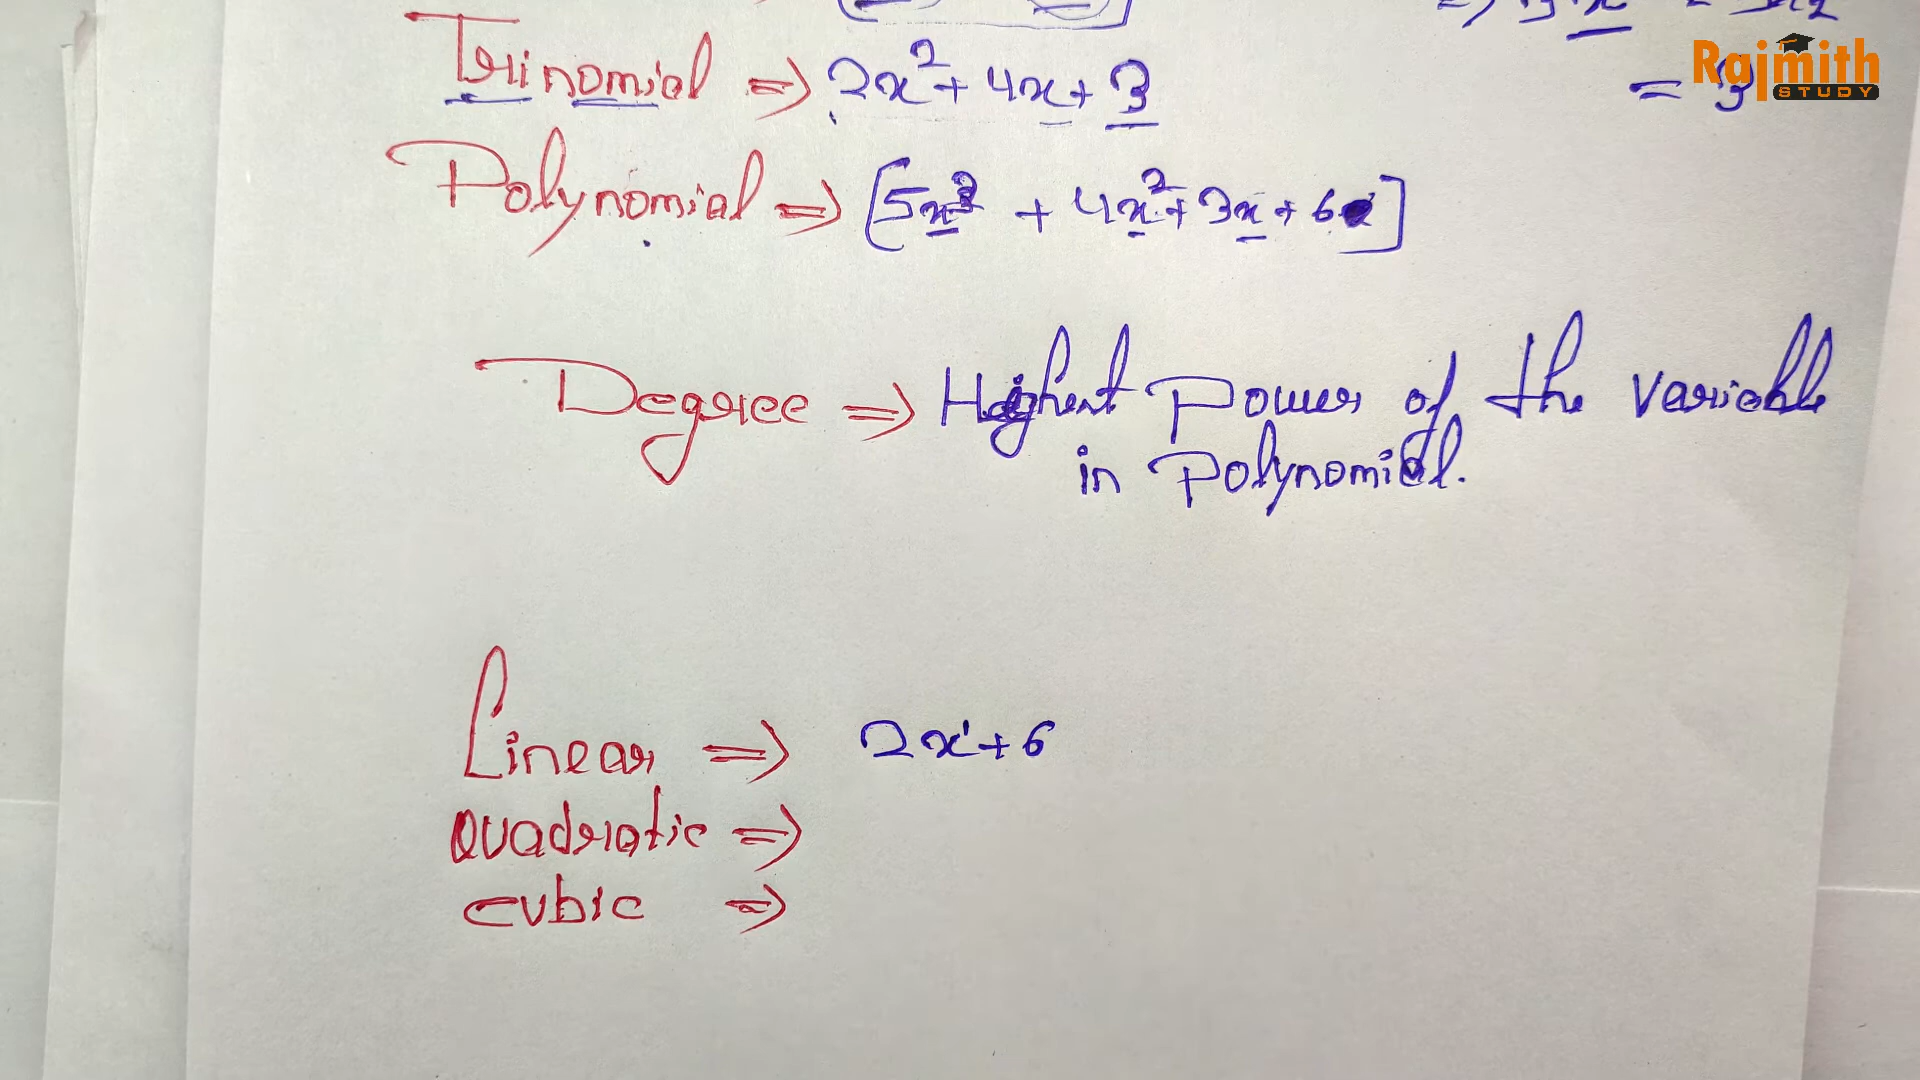 Trinomial ⇒ 2x² + 4x + 3
= 3
Rajmith
STUDY
Polynomial ⇒ [5x³ + 4x² + 3x + 6]
Degree ⇒ Highest Power of the variable
in Polynomial.
Linear ⇒ 2x¹ + 6
Quadratic ⇒
cubic ⇒